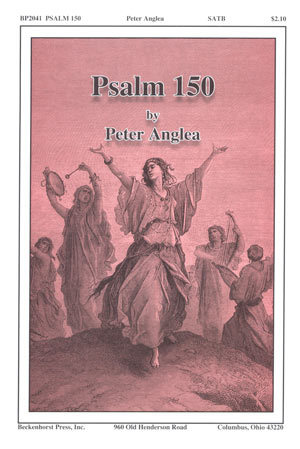 BP2041 PSALM 150 Peter Anglea SATB $2.10
Psalm 150
by
Peter Anglea
Beckenhorst Press, Inc. 960 Old Henderson Road Columbus, Ohio 43220